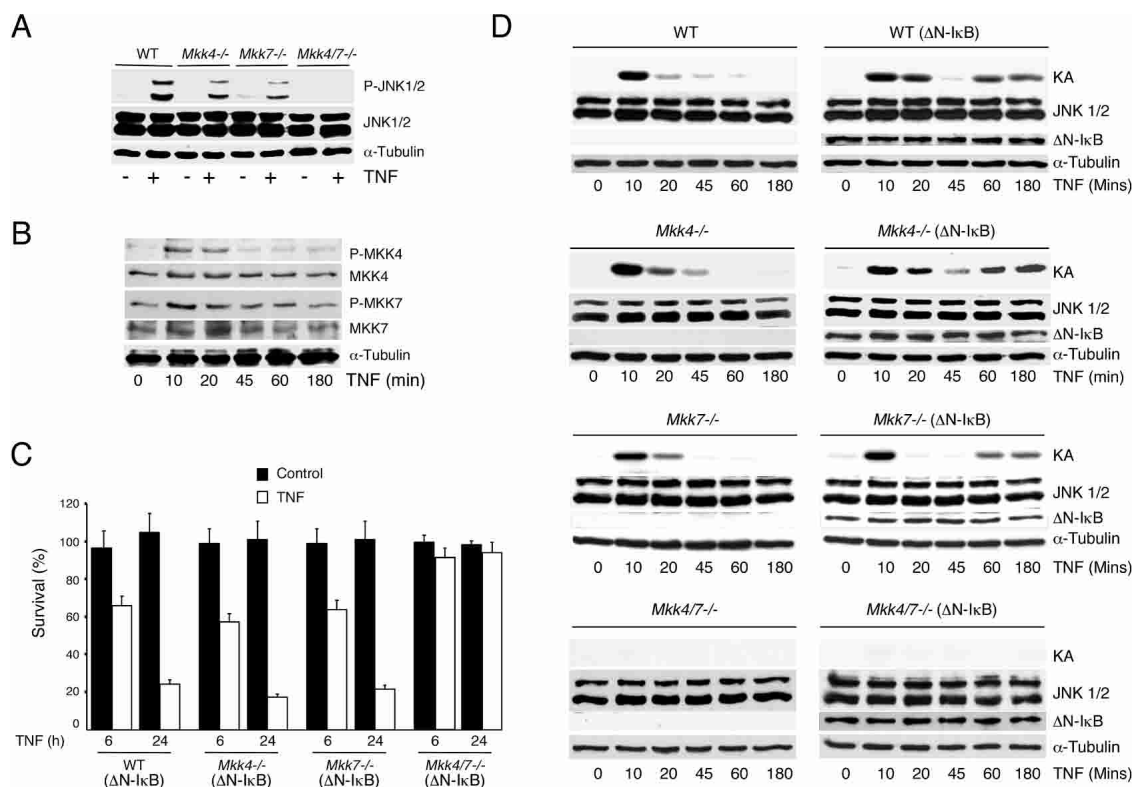 A
WT Mkk4-/- Mkk7-/- Mkk4/7-/-
P-JNK1/2
JNK1/2
α-Tubulin
- + - + - + - + TNF
B
P-MKK4
MKK4
P-MKK7
MKK7
α-Tubulin
0 10 20 45 60 180 TNF (min)
C
Control
TNF
Survival (%)
120
100
80
60
40
20
0
TNF (h) 6 24 6 24 6 24 6 24
WT Mkk4-/- Mkk7-/- Mkk4/7-/-
(ΔN-IκB) (ΔN-IκB) (ΔN-IκB) (ΔN-IκB)
D
WT WT (ΔN-IκB)
KA
JNK 1/2
ΔN-IκB
α-Tubulin
0 10 20 45 60 180 0 10 20 45 60 180 TNF (Mins)
Mkk4-/- Mkk4-/- (ΔN-IκB)
KA
JNK 1/2
ΔN-IκB
α-Tubulin
0 10 20 45 60 180 0 10 20 45 60 180 TNF (min)
Mkk7-/- Mkk7-/- (ΔN-IκB)
KA
JNK 1/2
ΔN-IκB
α-Tubulin
0 10 20 45 60 180 0 10 20 45 60 180 TNF (Mins)
Mkk4/7-/- Mkk4/7-/- (ΔN-IκB)
KA
JNK 1/2
ΔN-IκB
α-Tubulin
0 10 20 45 60 180 0 10 20 45 60 180 TNF (Mins)